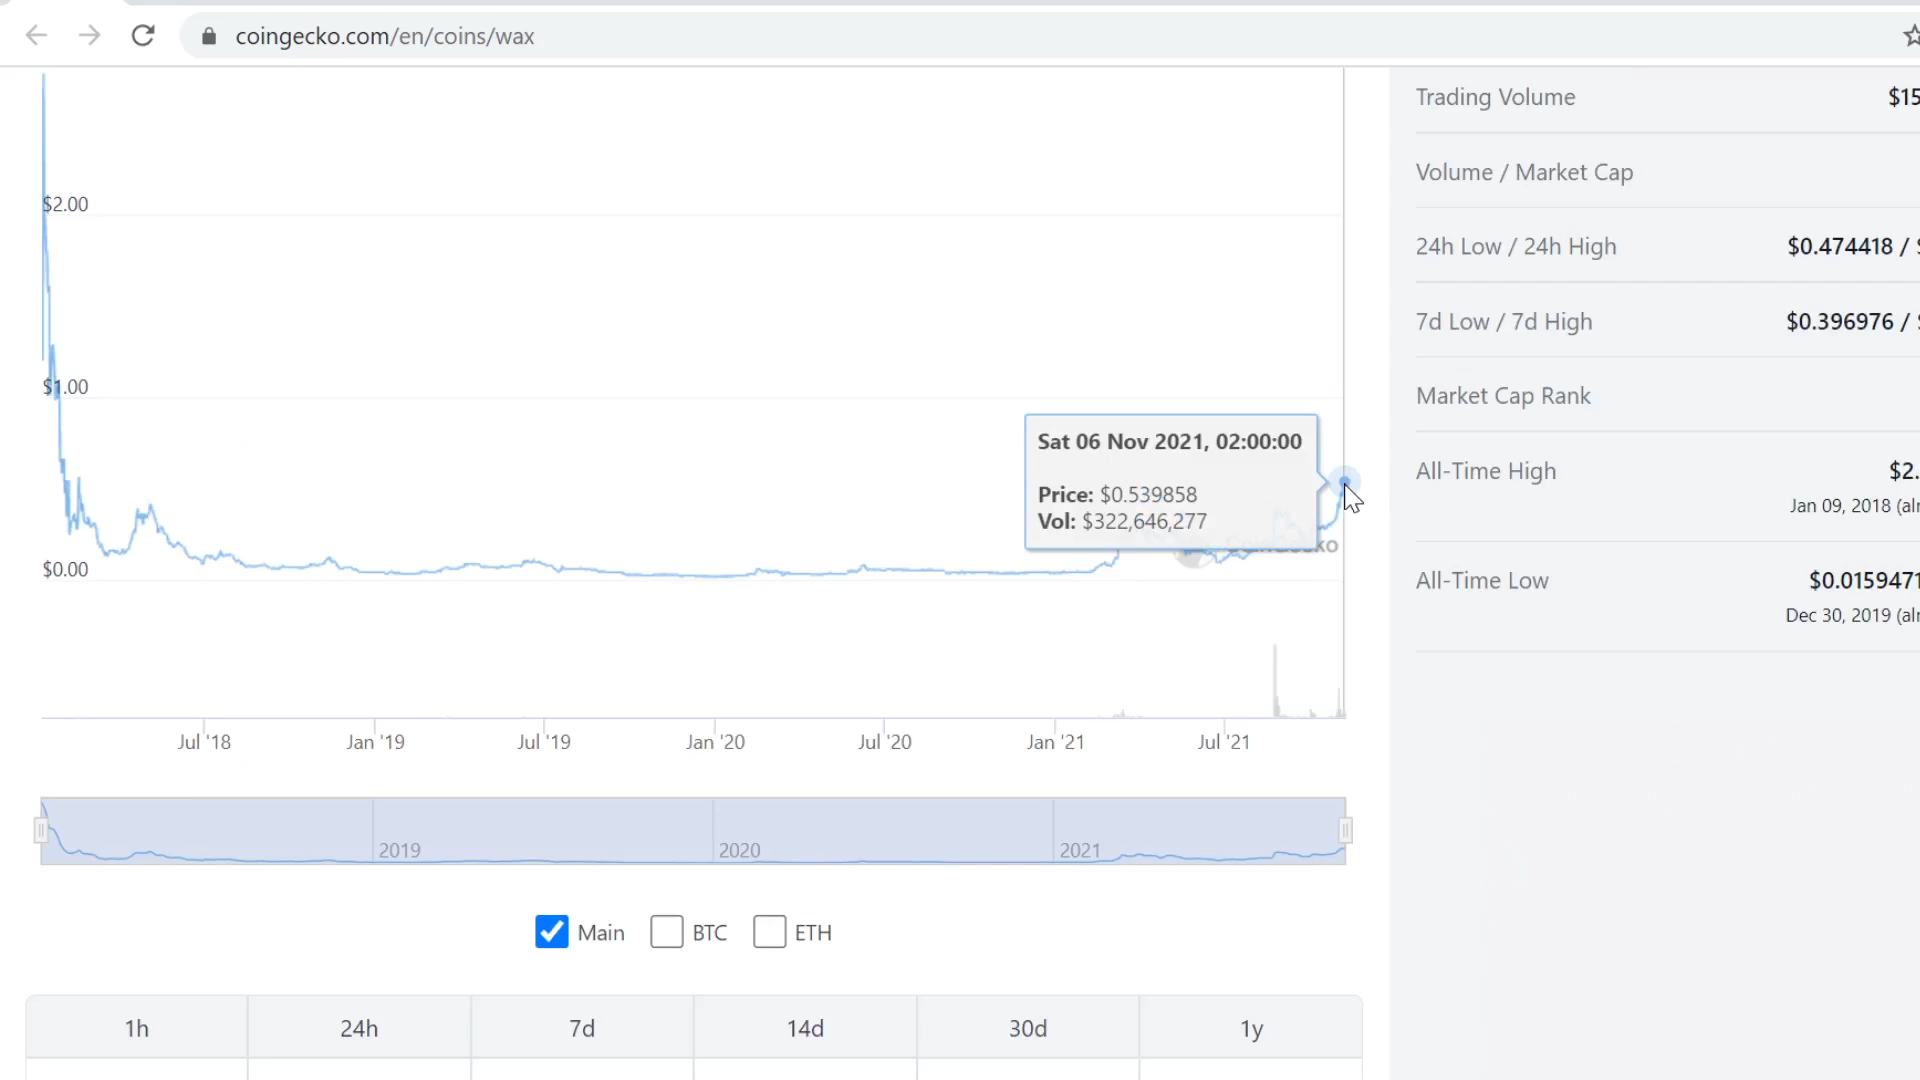 coingecko.com/en/coins/wax
$2.00
$1.00
$0.00
Sat 06 Nov 2021, 02:00:00
Price: $0.539858
Vol: $322,646,277
Jul '18
Jan '19
Jul '19
Jan '20
Jul '20
Jan '21
Jul '21
2019
2020
2021
Main
BTC
ETH
1h
24h
7d
14d
30d
1y
Trading Volume
$15
Volume / Market Cap
24h Low / 24h High
$0.474418 /
7d Low / 7d High
$0.396976 /
Market Cap Rank
All-Time High
$2.
Jan 09, 2018
All-Time Low
$0.0159471
Dec 30, 2019